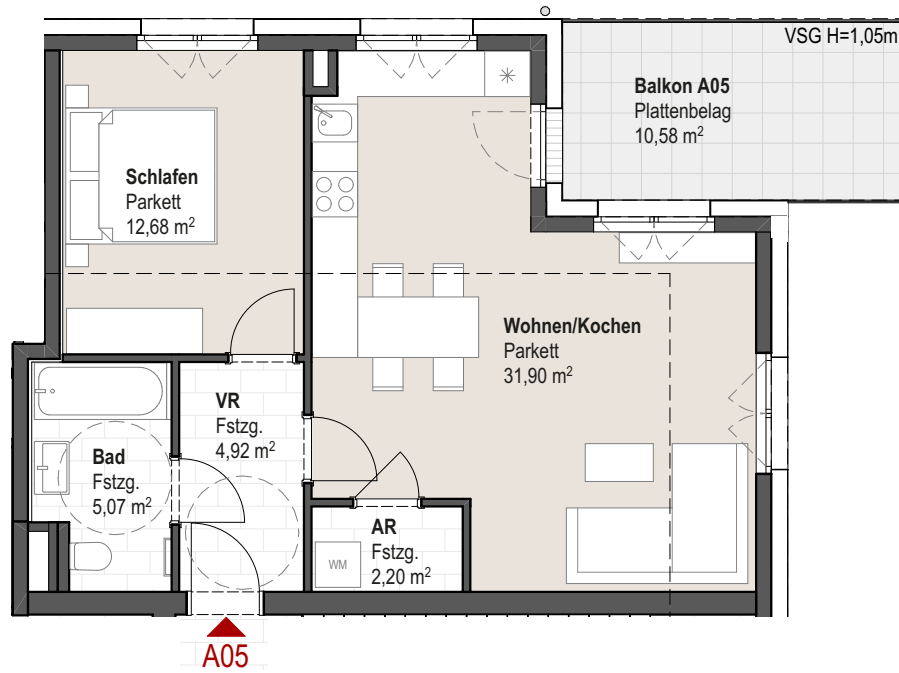 VSG H=1,05m
Balkon A05
Plattenbelag
10,58 m²
Schlafen
Parkett
12,68 m²
Wohnen/Kochen
Parkett
31,90 m²
VR
Fstzg.
4,92 m²
Bad
Fstzg.
5,07 m²
AR
Fstzg.
2,20 m²
WM
A05